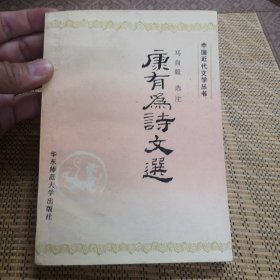 中国近代文学丛书
马自毅 选注
康有為詩文選
华东师范大学出版社